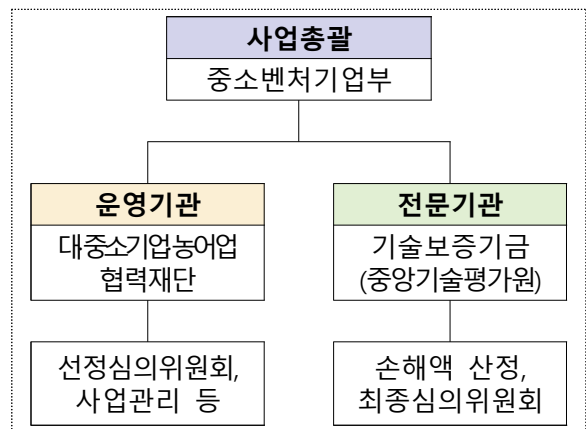 사업총괄
중소벤처기업부
운영기관
대·중소기업·농어업
협력재단
전문기관
기술보증기금
(중앙기술평가원)
선정심의위원회,
사업관리 등
손해액 산정,
최종심의위원회